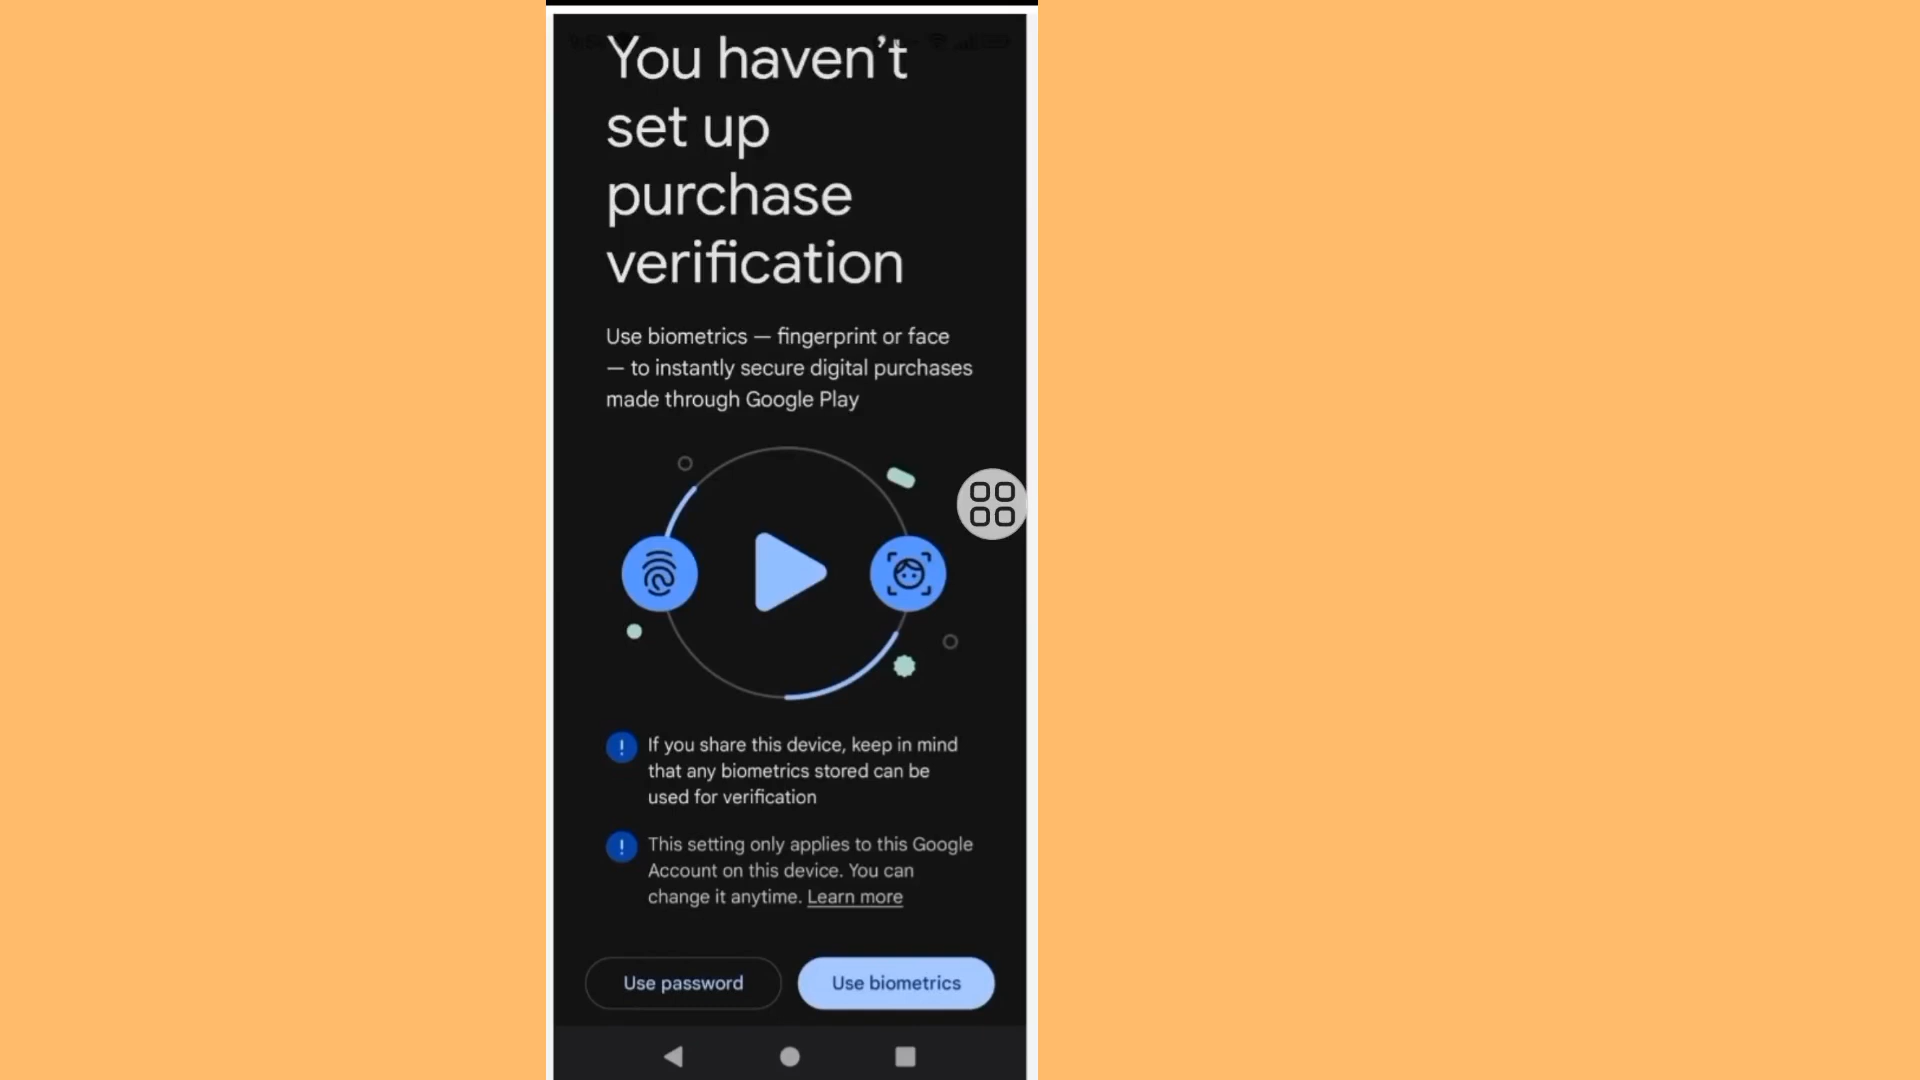 You haven't
set up
purchase
verification
Use biometrics — fingerprint or face
— to instantly secure digital purchases
made through Google Play
If you share this device, keep in mind
that any biometrics stored can be
used for verification
This setting only applies to this Google
Account on this device. You can
change it anytime. Learn more
Use password
Use biometrics